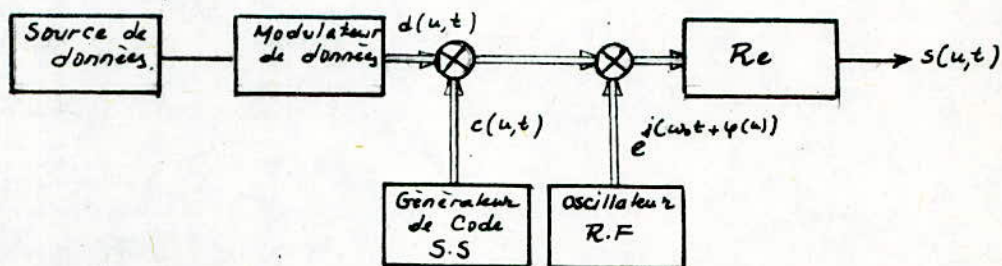 Source de
données.
Modulateur
de données
d(u,t)
c(u,t)
Re
s(u,t)
e^{j(ω₀t + φ(u))}
Générateur
de Code
S.S
Oscillateur
R.F